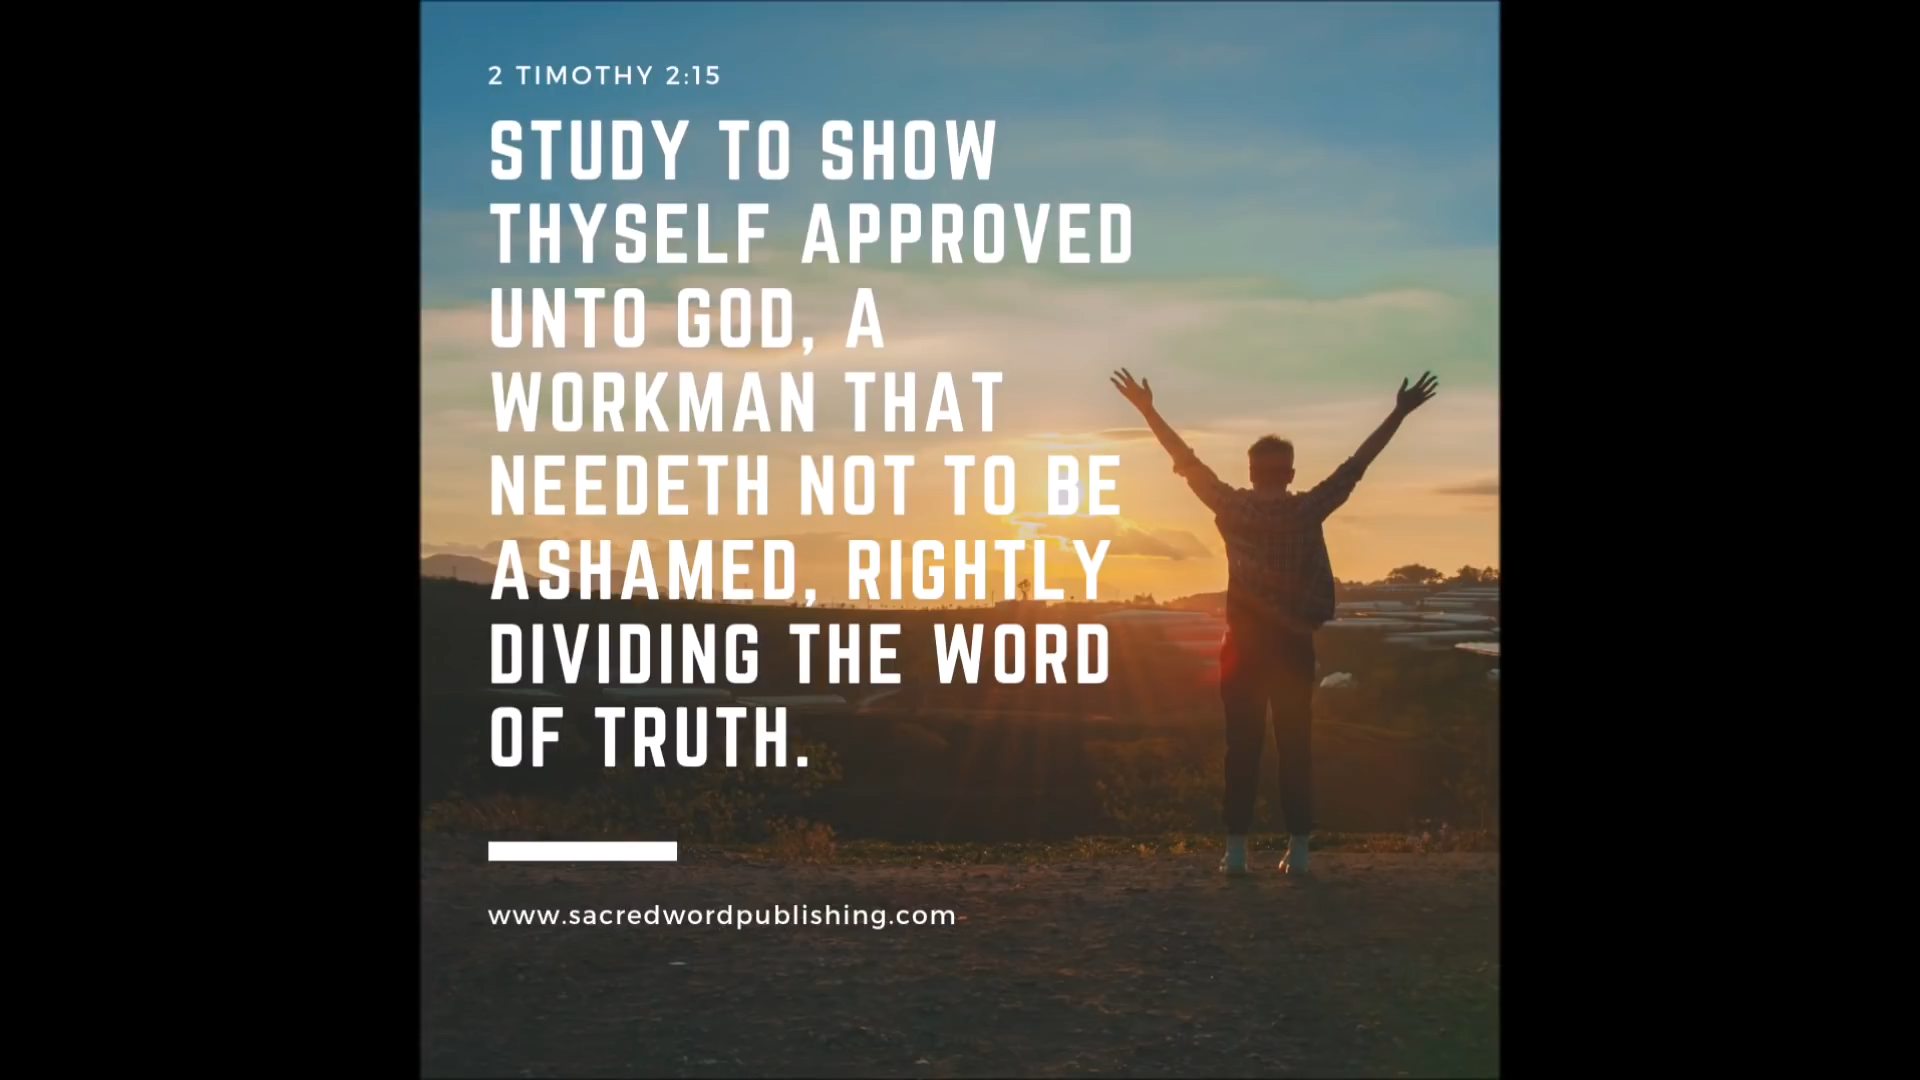 2 TIMOTHY 2:15
STUDY TO SHOW
THYSELF APPROVED
UNTO GOD, A
WORKMAN THAT
NEEDETH NOT TO BE
ASHAMED, RIGHTLY
DIVIDING THE WORD
OF TRUTH.
www.sacredwordpublishing.com